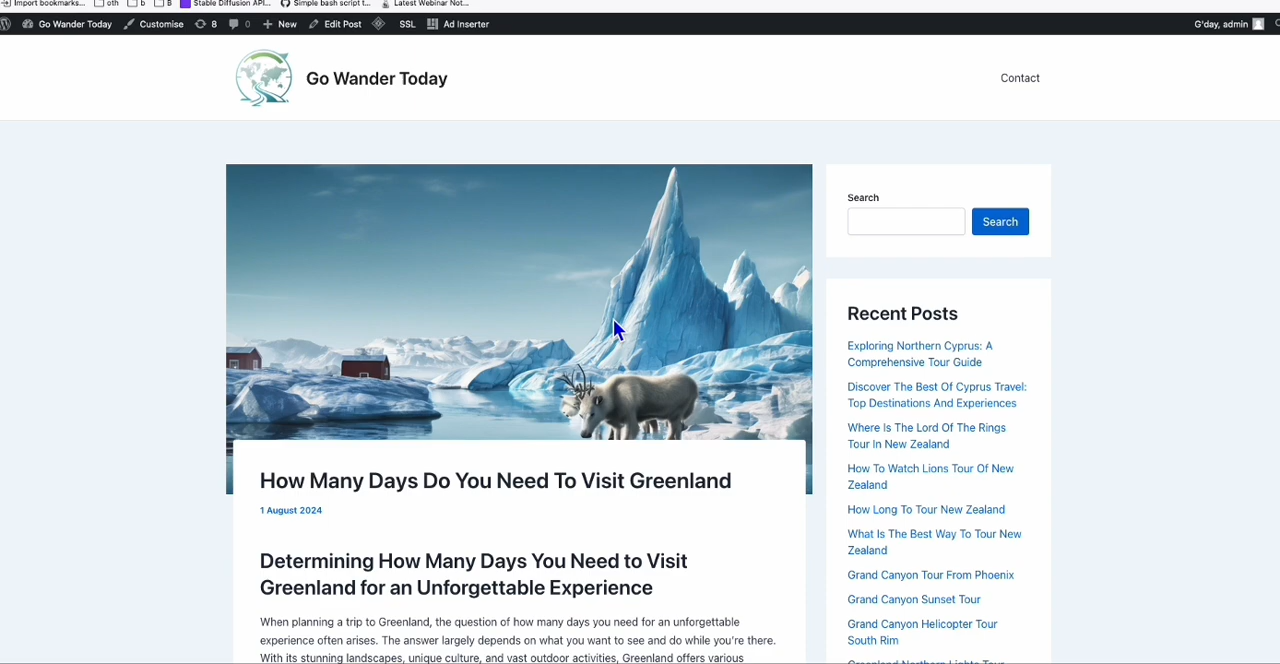 Import bookmarks... oth b B Stable Diffusion API... Simple bash script t... Latest Webinar Not...
Go Wander Today Customise 8 0 New Edit Post SSL Ad Inserter G'day, admin
Go Wander Today
Contact
Search
Search
Recent Posts
Exploring Northern Cyprus: A
Comprehensive Tour Guide
Discover The Best Of Cyprus Travel:
Top Destinations And Experiences
Where Is The Lord Of The Rings
Tour In New Zealand
How To Watch Lions Tour Of New
Zealand
How Long To Tour New Zealand
What Is The Best Way To Tour New
Zealand
Grand Canyon Tour From Phoenix
Grand Canyon Sunset Tour
Grand Canyon Helicopter Tour
South Rim
Greenland Northern Lights Tour
How Many Days Do You Need To Visit Greenland
1 August 2024
Determining How Many Days You Need to Visit
Greenland for an Unforgettable Experience
When planning a trip to Greenland, the question of how many days you need for an unforgettable
experience often arises. The answer largely depends on what you want to see and do while you're there.
With its stunning landscapes, unique culture, and vast outdoor activities, Greenland offers various